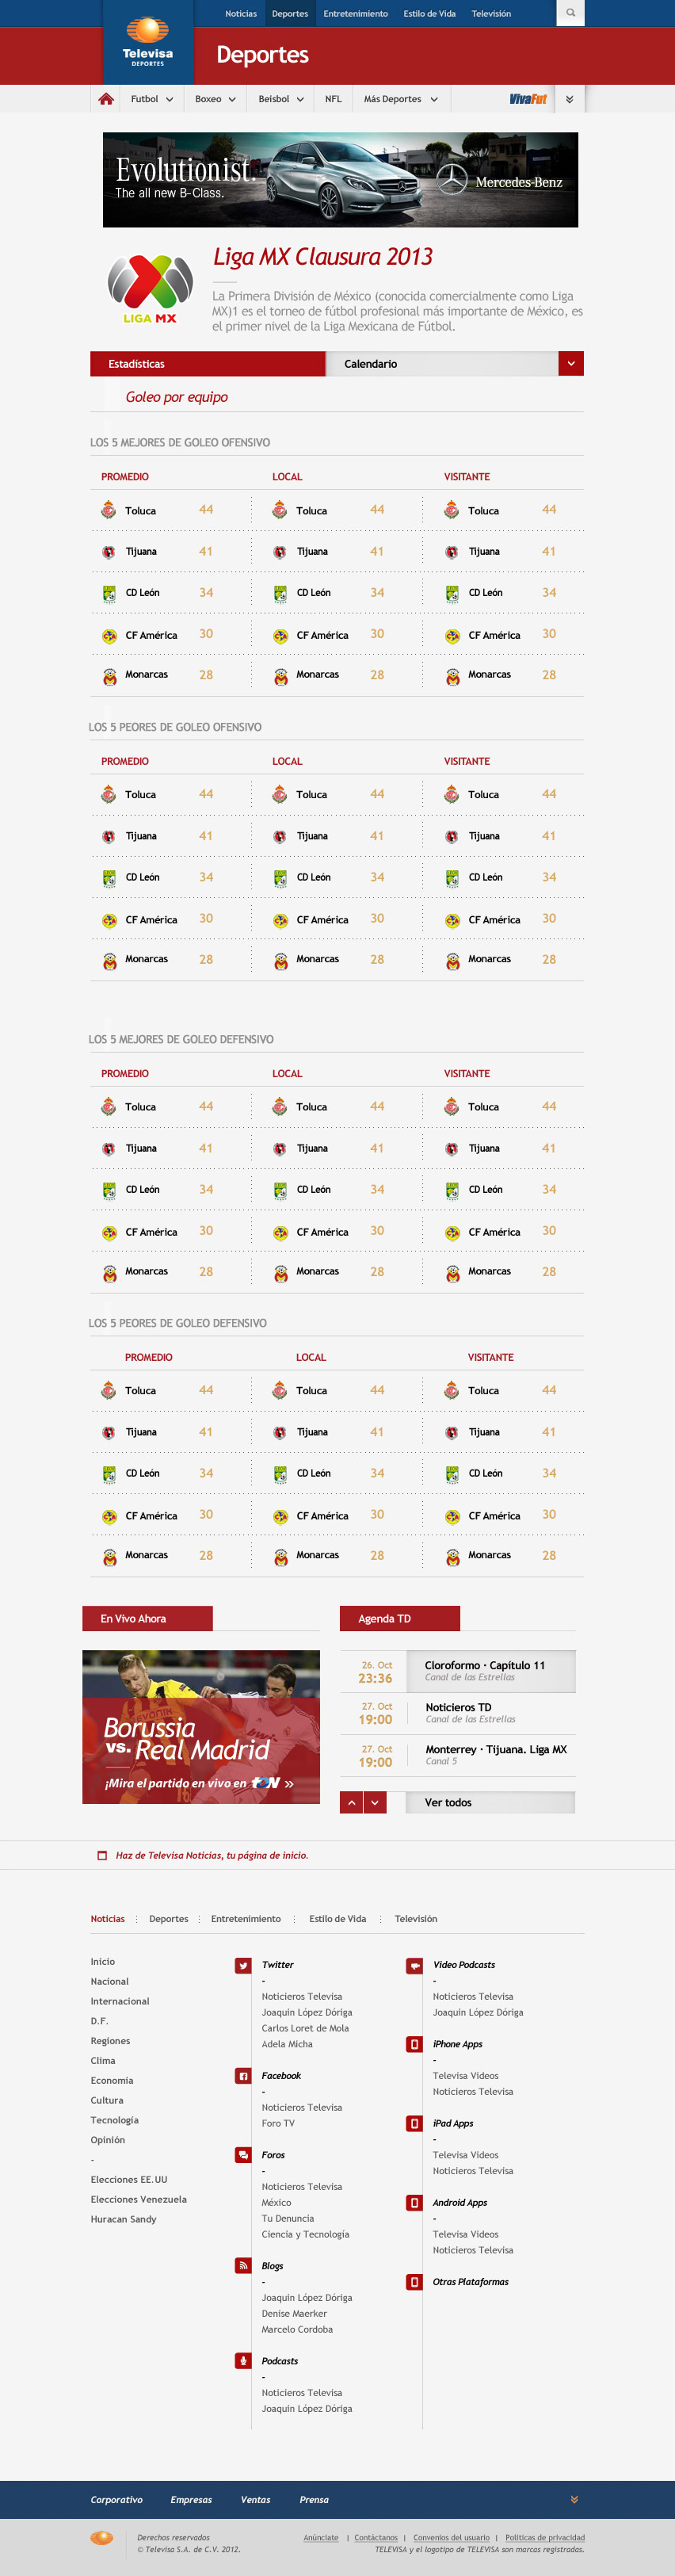 Noticias Deportes Entretenimiento Estilo de Vida Televisión
Televisa
DEPORTES
Deportes
Futbol Boxeo Beísbol NFL Más Deportes VivaFut
Evolutionist.
The all new B-Class.
Mercedes-Benz
LIGA MX
Liga MX Clausura 2013
La Primera División de México (conocida comercialmente como Liga
MX)1 es el torneo de fútbol profesional más importante de México, es
el primer nivel de la Liga Mexicana de Fútbol.
Estadísticas Calendario
Goleo por equipo
LOS 5 MEJORES DE GOLEO OFENSIVO
PROMEDIO LOCAL VISITANTE
Toluca 44 Toluca 44 Toluca 44
Tijuana 41 Tijuana 41 Tijuana 41
CD León 34 CD León 34 CD León 34
CF América 30 CF América 30 CF América 30
Monarcas 28 Monarcas 28 Monarcas 28
LOS 5 PEORES DE GOLEO OFENSIVO
PROMEDIO LOCAL VISITANTE
Toluca 44 Toluca 44 Toluca 44
Tijuana 41 Tijuana 41 Tijuana 41
CD León 34 CD León 34 CD León 34
CF América 30 CF América 30 CF América 30
Monarcas 28 Monarcas 28 Monarcas 28
LOS 5 MEJORES DE GOLEO DEFENSIVO
PROMEDIO LOCAL VISITANTE
Toluca 44 Toluca 44 Toluca 44
Tijuana 41 Tijuana 41 Tijuana 41
CD León 34 CD León 34 CD León 34
CF América 30 CF América 30 CF América 30
Monarcas 28 Monarcas 28 Monarcas 28
LOS 5 PEORES DE GOLEO DEFENSIVO
PROMEDIO LOCAL VISITANTE
Toluca 44 Toluca 44 Toluca 44
Tijuana 41 Tijuana 41 Tijuana 41
CD León 34 CD León 34 CD León 34
CF América 30 CF América 30 CF América 30
Monarcas 28 Monarcas 28 Monarcas 28
En Vivo Ahora
Borussia
vs. Real Madrid
¡Mira el partido en vivo en
Agenda TD
26. Oct
23:36
Cloroformo · Capítulo 11
Canal de las Estrellas
27. Oct
19:00
Noticieros TD
Canal de las Estrellas
27. Oct
19:00
Monterrey · Tijuana. Liga MX
Canal 5
Ver todos
Haz de Televisa Noticias, tu página de inicio.
Noticias Deportes Entretenimiento Estilo de Vida Televisión
Inicio
Nacional
Internacional
D.F.
Regiones
Clima
Economía
Cultura
Tecnología
Opinión
-
Elecciones EE.UU
Elecciones Venezuela
Huracan Sandy
Twitter
-
Noticieros Televisa
Joaquín López Dóriga
Carlos Loret de Mola
Adela Micha
Facebook
-
Noticieros Televisa
Foro TV
Foros
-
Noticieros Televisa
México
Tu Denuncia
Ciencia y Tecnología
Blogs
-
Joaquín López Dóriga
Denise Maerker
Marcelo Cordoba
Podcasts
-
Noticieros Televisa
Joaquin López Dóriga
Video Podcasts
-
Noticieros Televisa
Joaquín López Dóriga
iPhone Apps
-
Televisa Videos
Noticieros Televisa
iPad Apps
-
Televisa Videos
Noticieros Televisa
Android Apps
-
Televisa Videos
Noticieros Televisa
Otras Plataformas
Corporativo Empresas Ventas Prensa
Derechos reservados
© Televisa S.A. de C.V. 2012.
Anúnciate | Contáctanos | Convenios del usuario | Políticas de privacidad
TELEVISA y el logotipo de TELEVISA son marcas registradas.